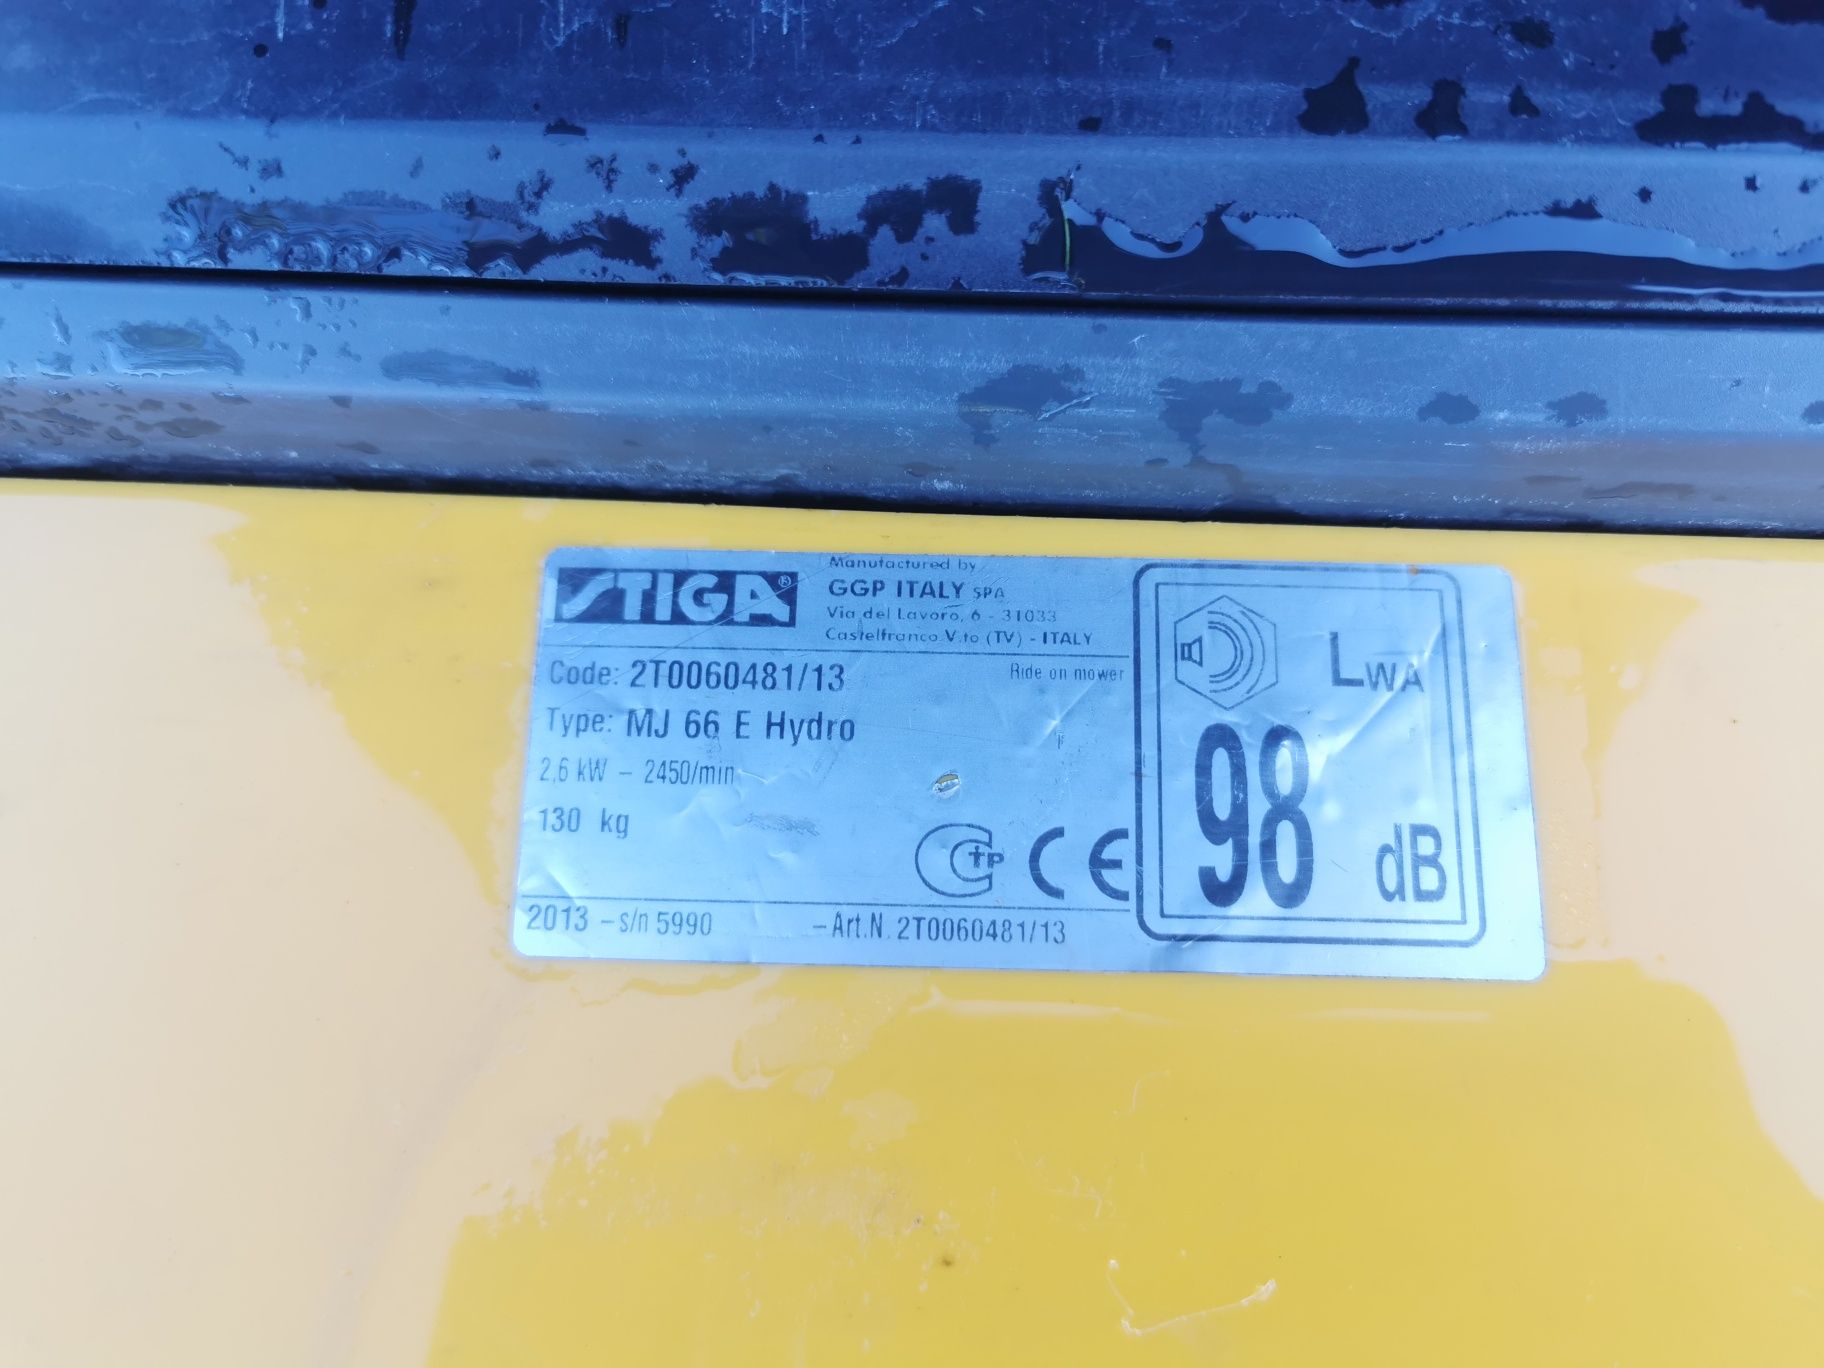 STIGA®
Manufactured by
GGP ITALY SPA
Via del Lavoro, 6 - 31033
Castelfranco V.to (TV) - ITALY
Code: 2T0060481/13
Ride on mower
Type: MJ 66 E Hydro
2,6 kW – 2450/min
130 kg
CE
2013 – s/n 5990
– Art.N. 2T0060481/13
LWA
98 dB